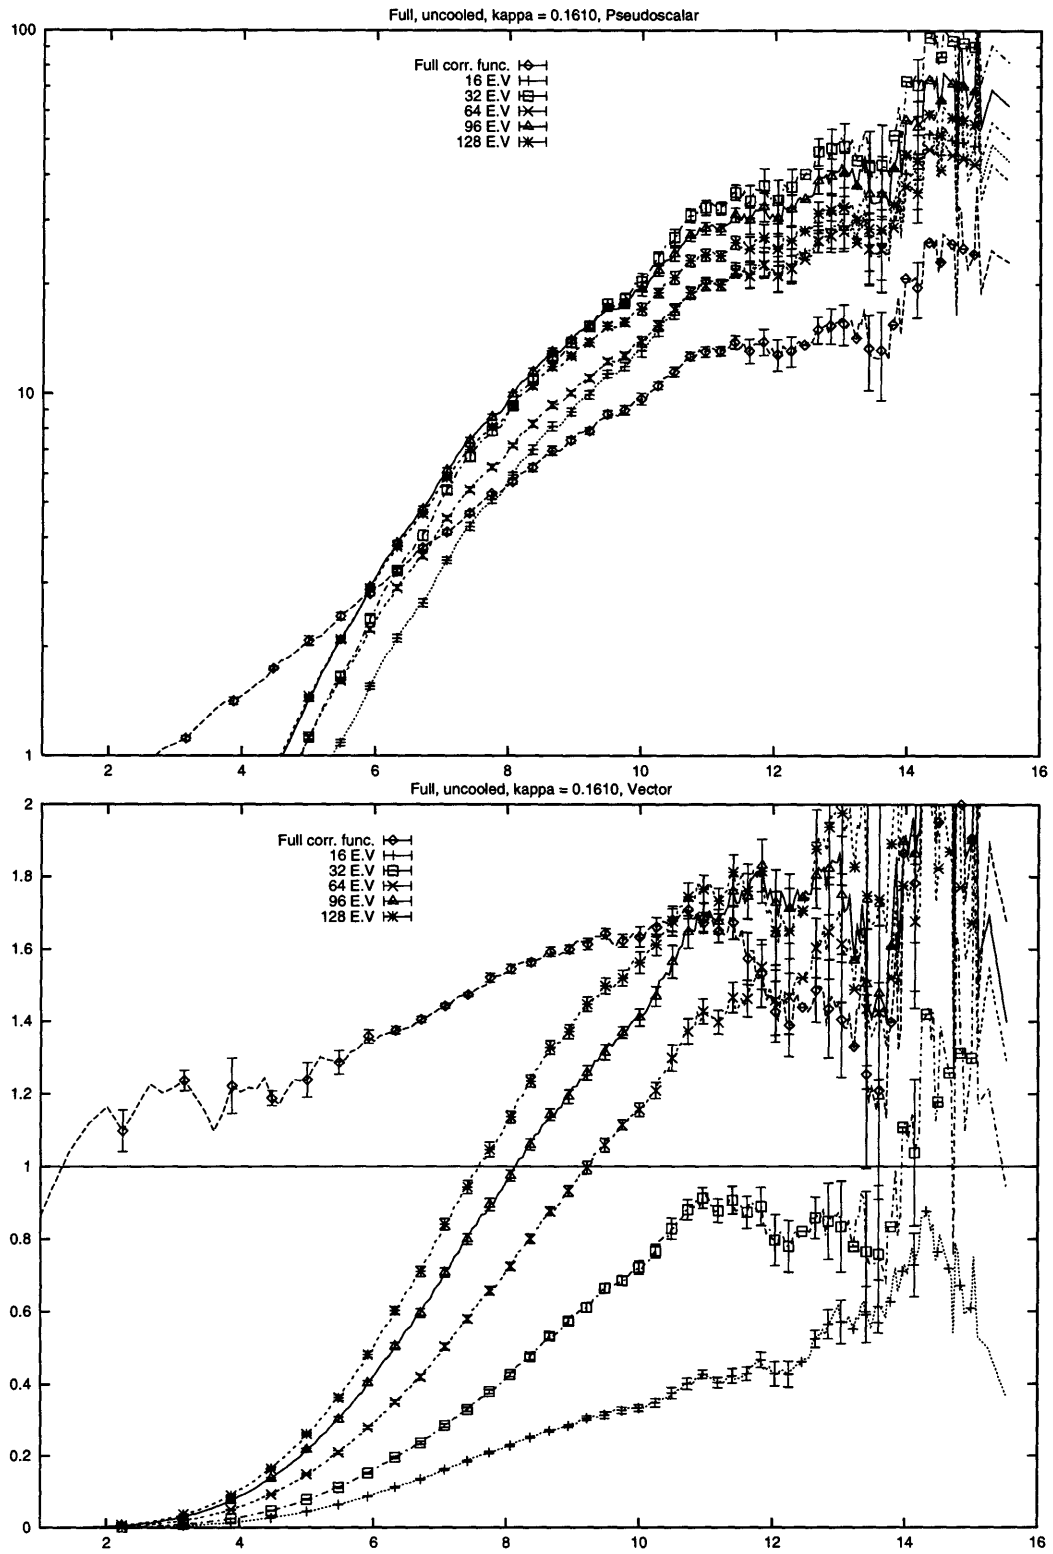 Full, uncooled, kappa = 0.1610, Pseudoscalar
100
10
1
Full corr. func.
16 E.V
32 E.V
64 E.V
96 E.V
128 E.V
2 4 6 8 10 12 14 16
Full, uncooled, kappa = 0.1610, Vector
2
1.8
1.6
1.4
1.2
1
0.8
0.6
0.4
0.2
0
Full corr. func.
16 E.V
32 E.V
64 E.V
96 E.V
128 E.V
2 4 6 8 10 12 14 16